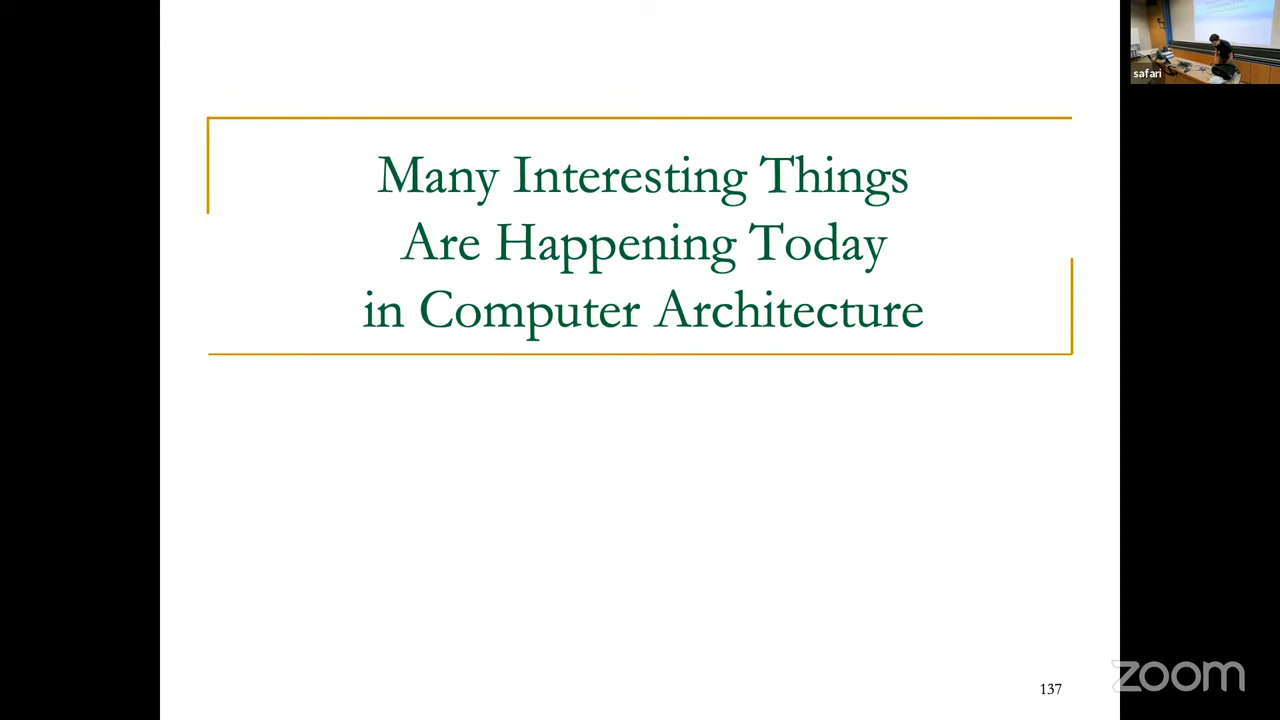 safari
Many Interesting Things
Are Happening Today
in Computer Architecture
137
zoom